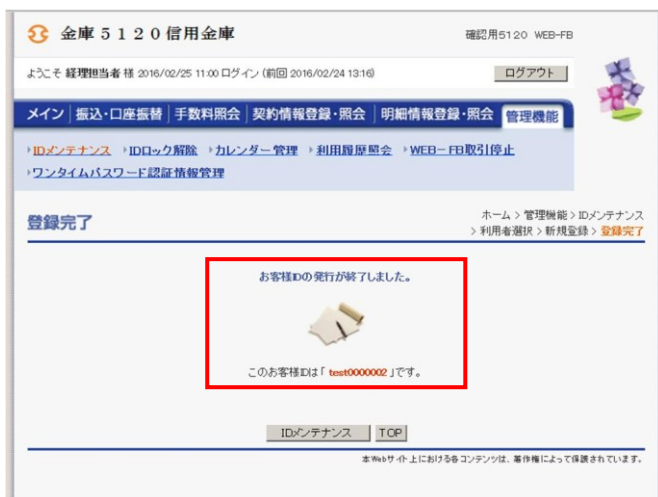 金庫5120信用金庫
確認用5120 WEB-FB
ようこそ 経理担当者 様 2016/02/25 11:00 ログイン (前回 2016/02/24 13:16)
ログアウト
メイン 振込・口座振替 手数料照会 契約情報登録・照会 明細情報登録・照会 管理機能
IDメンテナンス IDロック解除 カレンダー管理 利用履歴照会 WEB-FB取引停止
ワンタイムパスワード認証情報管理
登録完了
ホーム > 管理機能 > IDメンテナンス
> 利用者選択 > 新規登録 > 登録完了
お客様IDの発行が終了しました。
このお客様IDは「 test0000002 」です。
IDメンテナンス TOP
本Webサイト上における各コンテンツは、著作権によって保護されています。